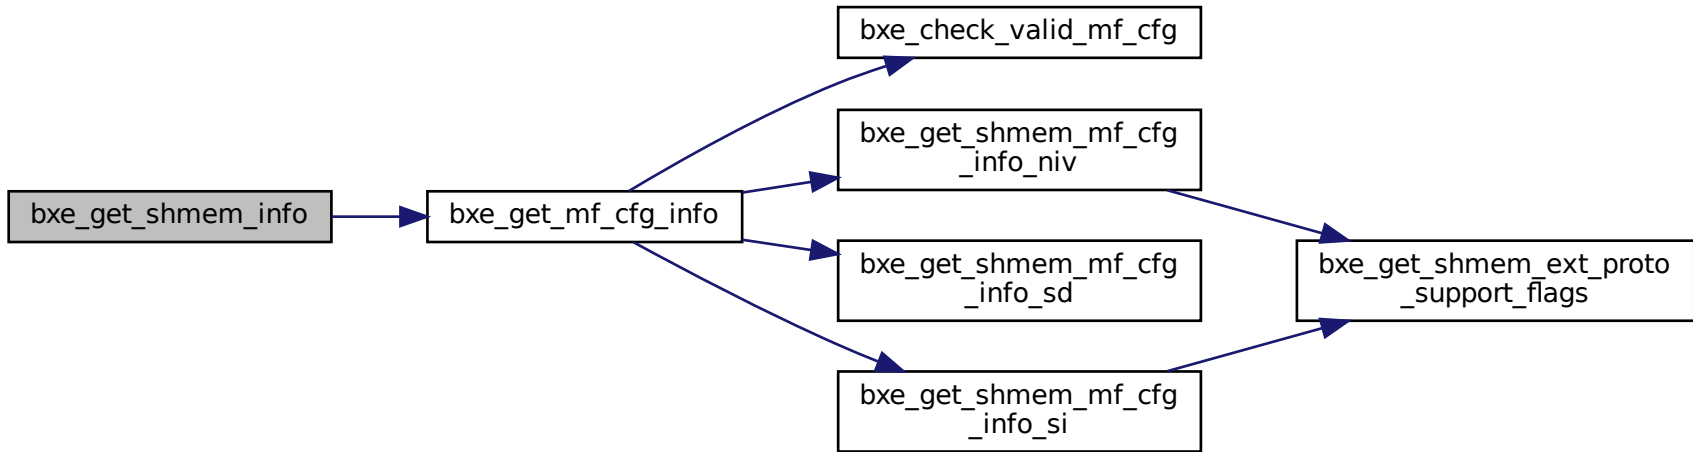 bxe_check_valid_mf_cfg
bxe_get_shmem_mf_cfg
_info_niv
bxe_get_shmem_info
bxe_get_mf_cfg_info
bxe_get_shmem_mf_cfg
_info_sd
bxe_get_shmem_ext_proto
_support_flags
bxe_get_shmem_mf_cfg
_info_si